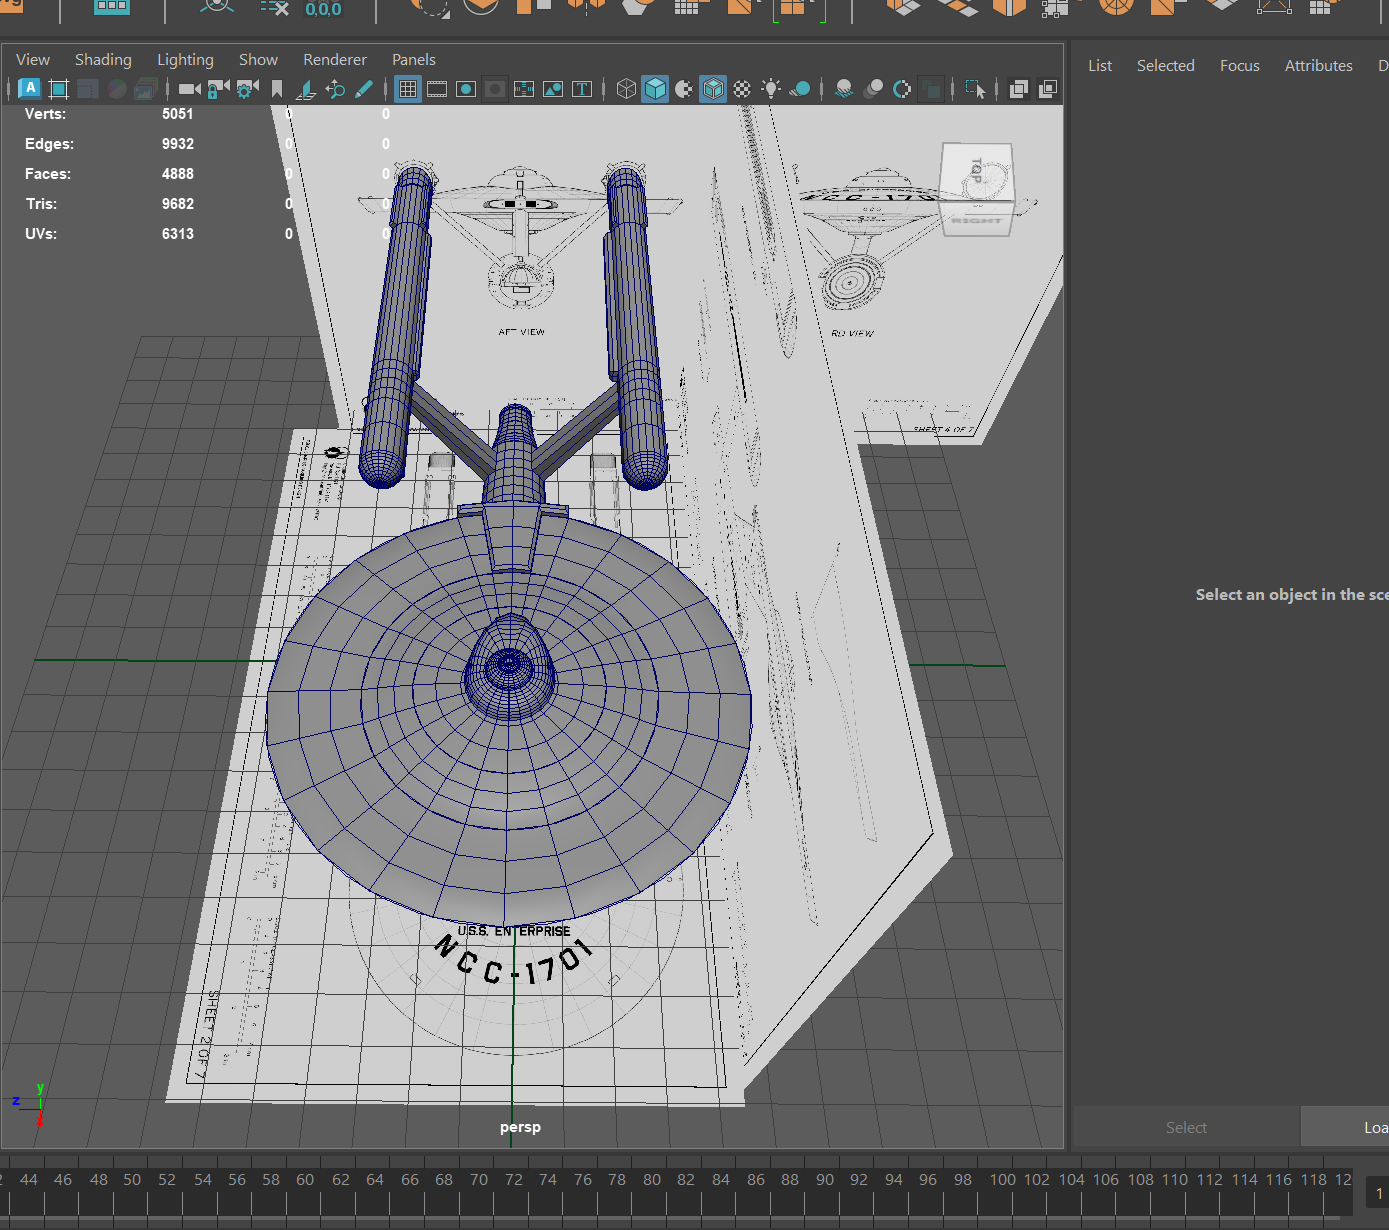 0,0,0
View Shading Lighting Show Renderer Panels
List Selected Focus Attributes D
Verts: 5051 0 0
Edges: 9932 0 0
Faces: 4888 0 0
Tris: 9682 0 0
UVs: 6313 0 0
TOP
RIGHT
NCC-170
AFT VIEW
RD VIEW
SHEET 4 OF 7
Select an object in the sce
U.S.S. ENTERPRISE
NCC-1701
SHEET 2 OF 7
y
z
persp
Select Loa
44 46 48 50 52 54 56 58 60 62 64 66 68 70 72 74 76 78 80 82 84 86 88 90 92 94 96 98 100 102 104 106 108 110 112 114 116 118 12
1